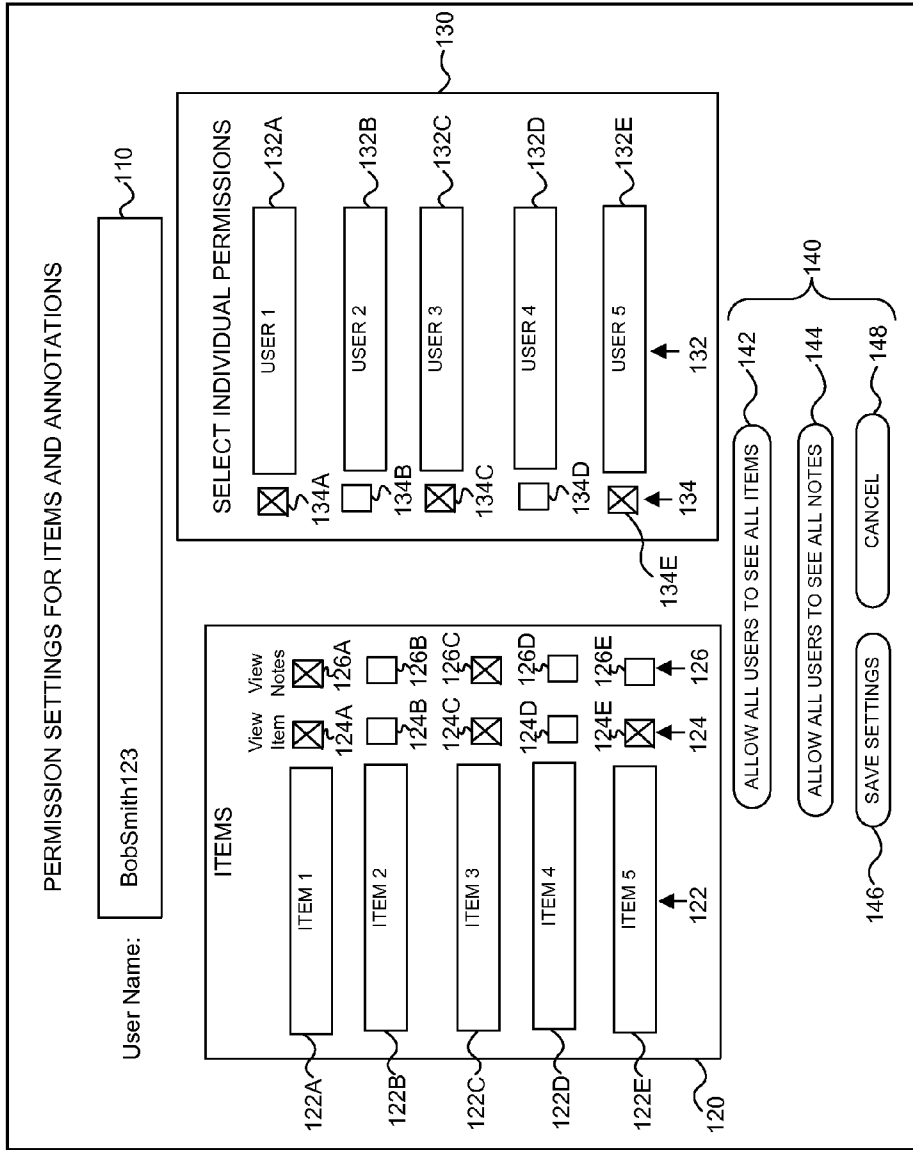 PERMISSION SETTINGS FOR ITEMS AND ANNOTATIONS
User Name: BobSmith123 110
ITEMS
View Item View Notes
122A ITEM 1 124A 126A
122B ITEM 2 124B 126B
122C ITEM 3 124C 126C
122D ITEM 4 124D 126D
122E ITEM 5 124E 126E
122 124 126
120
SELECT INDIVIDUAL PERMISSIONS
130
134A USER 1 132A
134B USER 2 132B
134C USER 3 132C
134D USER 4 132D
134E USER 5 132E
134 132
ALLOW ALL USERS TO SEE ALL ITEMS 142
ALLOW ALL USERS TO SEE ALL NOTES 144
140
146 SAVE SETTINGS CANCEL 148